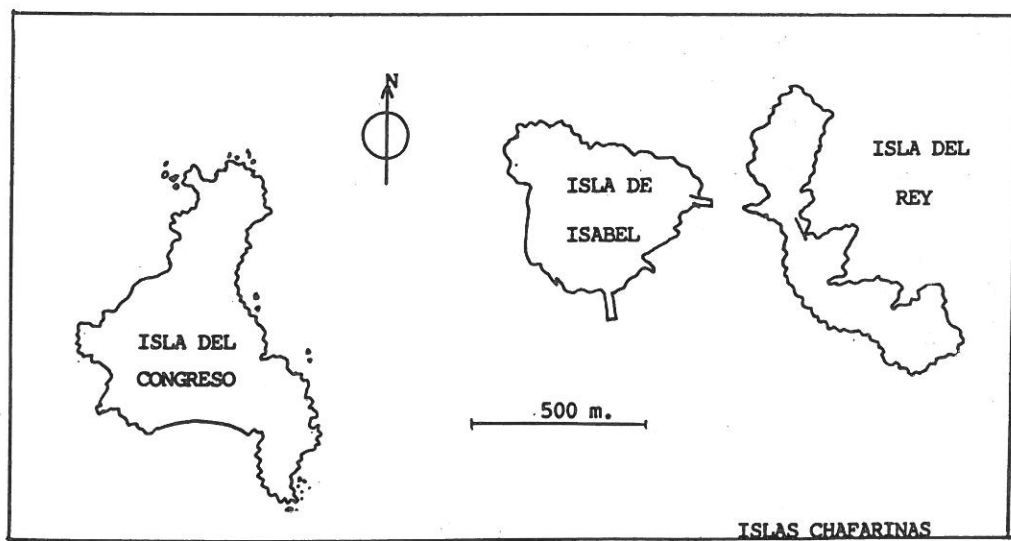 N
ISLA DEL
CONGRESO
ISLA DE
ISABEL
ISLA DEL
REY
500 m.
ISLAS CHAFARINAS